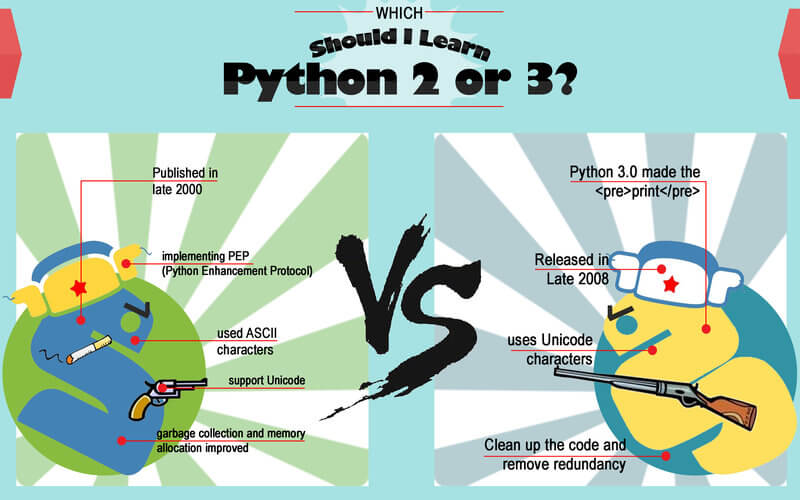 WHICH
Should I Learn
Python 2 or 3?
Published in
late 2000
implementing PEP
(Python Enhancement Protocol)
used ASCII
characters
support Unicode
garbage collection and memory
allocation improved
VS
Python 3.0 made the
<pre>print</pre>
Released in
Late 2008
uses Unicode
characters
Clean up the code and
remove redundancy